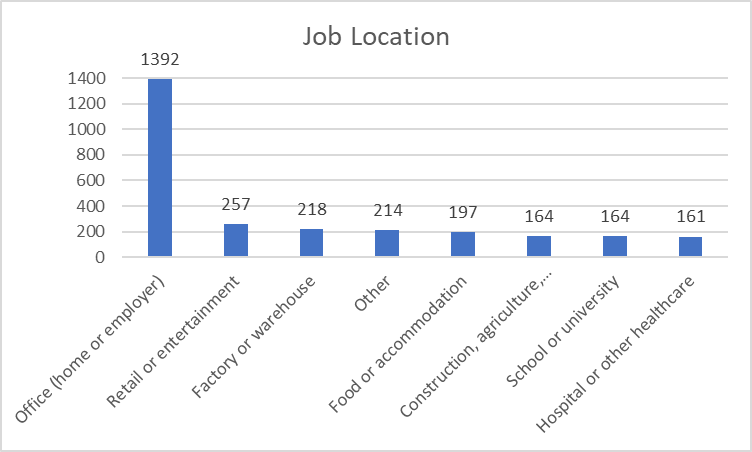 Job Location
1392
257
218
214
197
164
164
161
1400
1200
1000
800
600
400
200
0
Office (home or employer)
Retail or entertainment
Factory or warehouse
Other
Food or accommodation
Construction, agriculture,...
School or university
Hospital or other healthcare